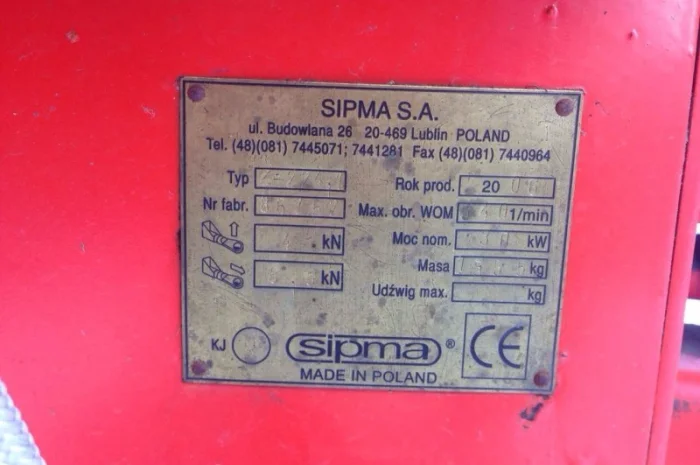 SIPMA S.A.
ul. Budowlana 26 20-469 Lublin POLAND
Tel. (48)(081) 7445071; 7441281 Fax (48)(081) 7440964
Typ
Rok prod. 20
Nr fabr.
Max. obr. WOM 1/min
kN
Moc nom. kW
kN
Masa kg
Udźwig max. kg
KJ
sipma®
CE
MADE IN POLAND